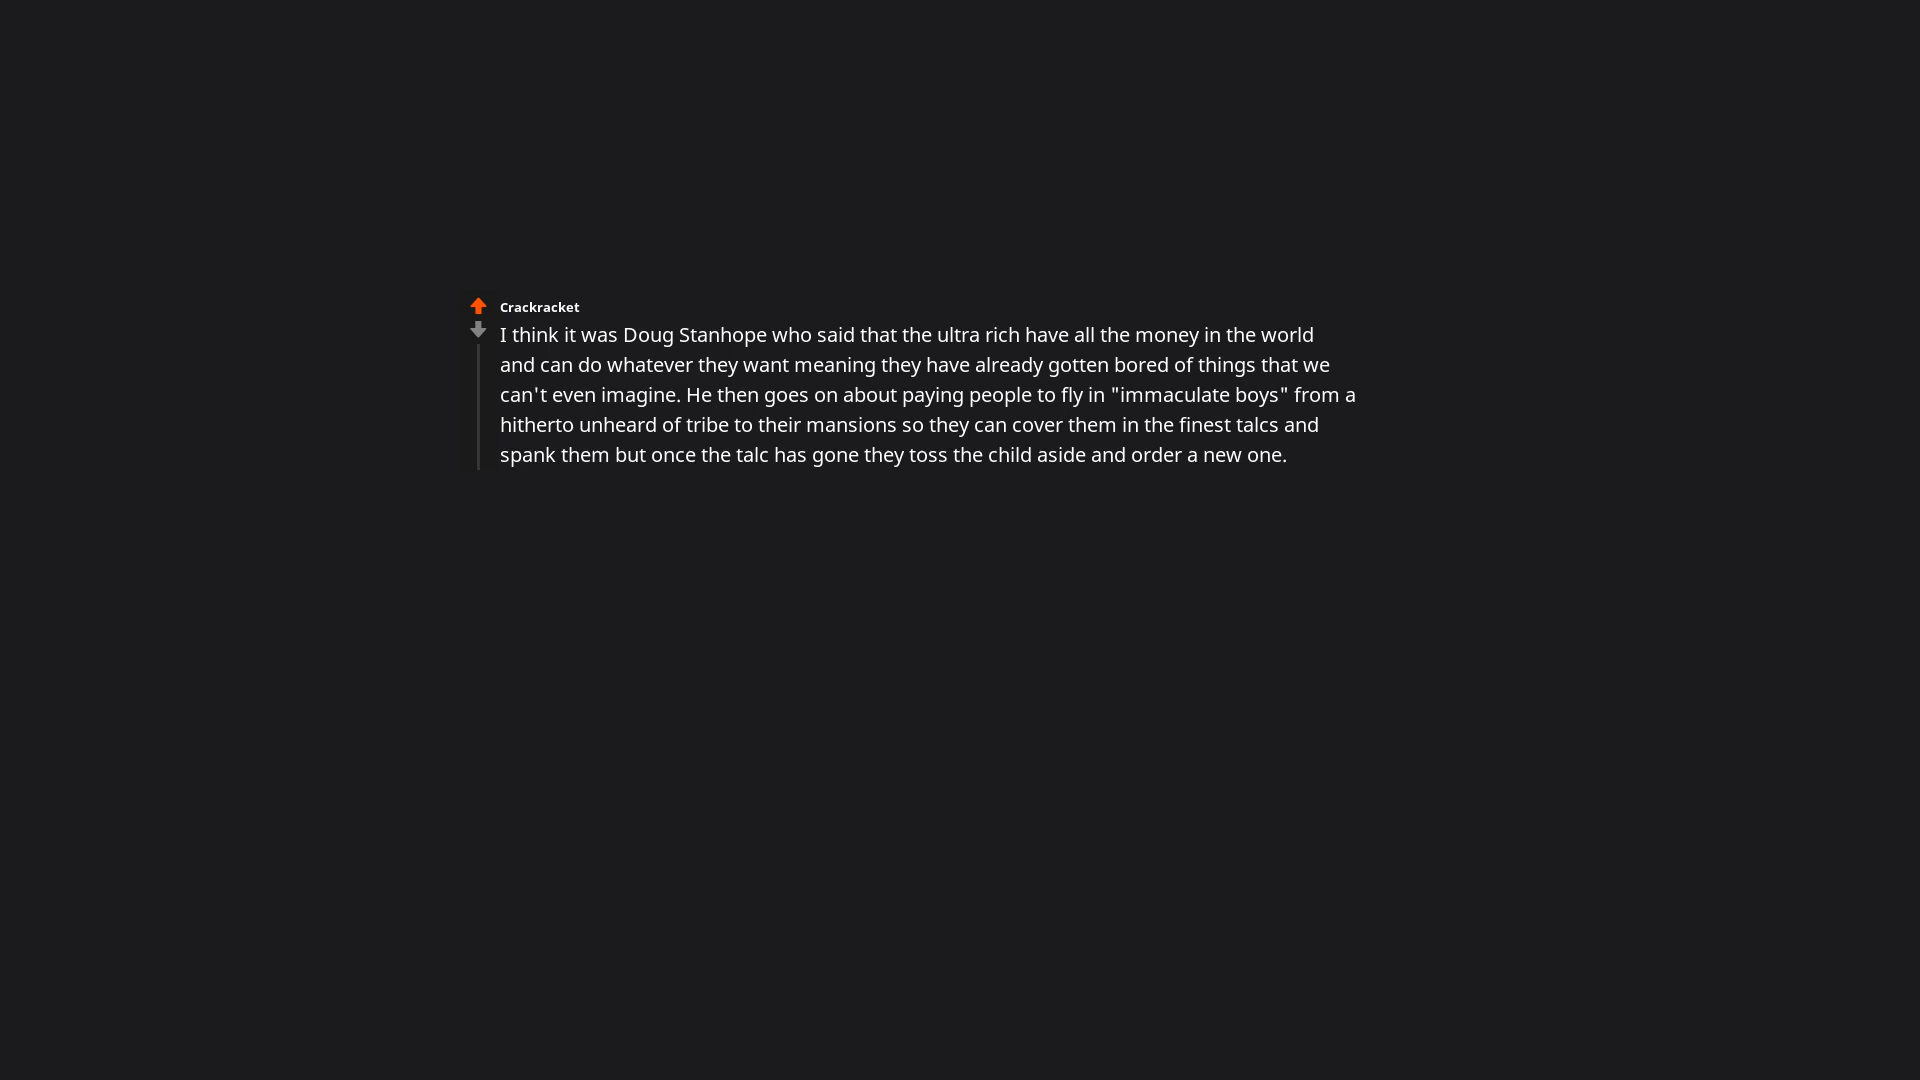 Crackracket
I think it was Doug Stanhope who said that the ultra rich have all the money in the world
and can do whatever they want meaning they have already gotten bored of things that we
can't even imagine. He then goes on about paying people to fly in "immaculate boys" from a
hitherto unheard of tribe to their mansions so they can cover them in the finest talcs and
spank them but once the talc has gone they toss the child aside and order a new one.